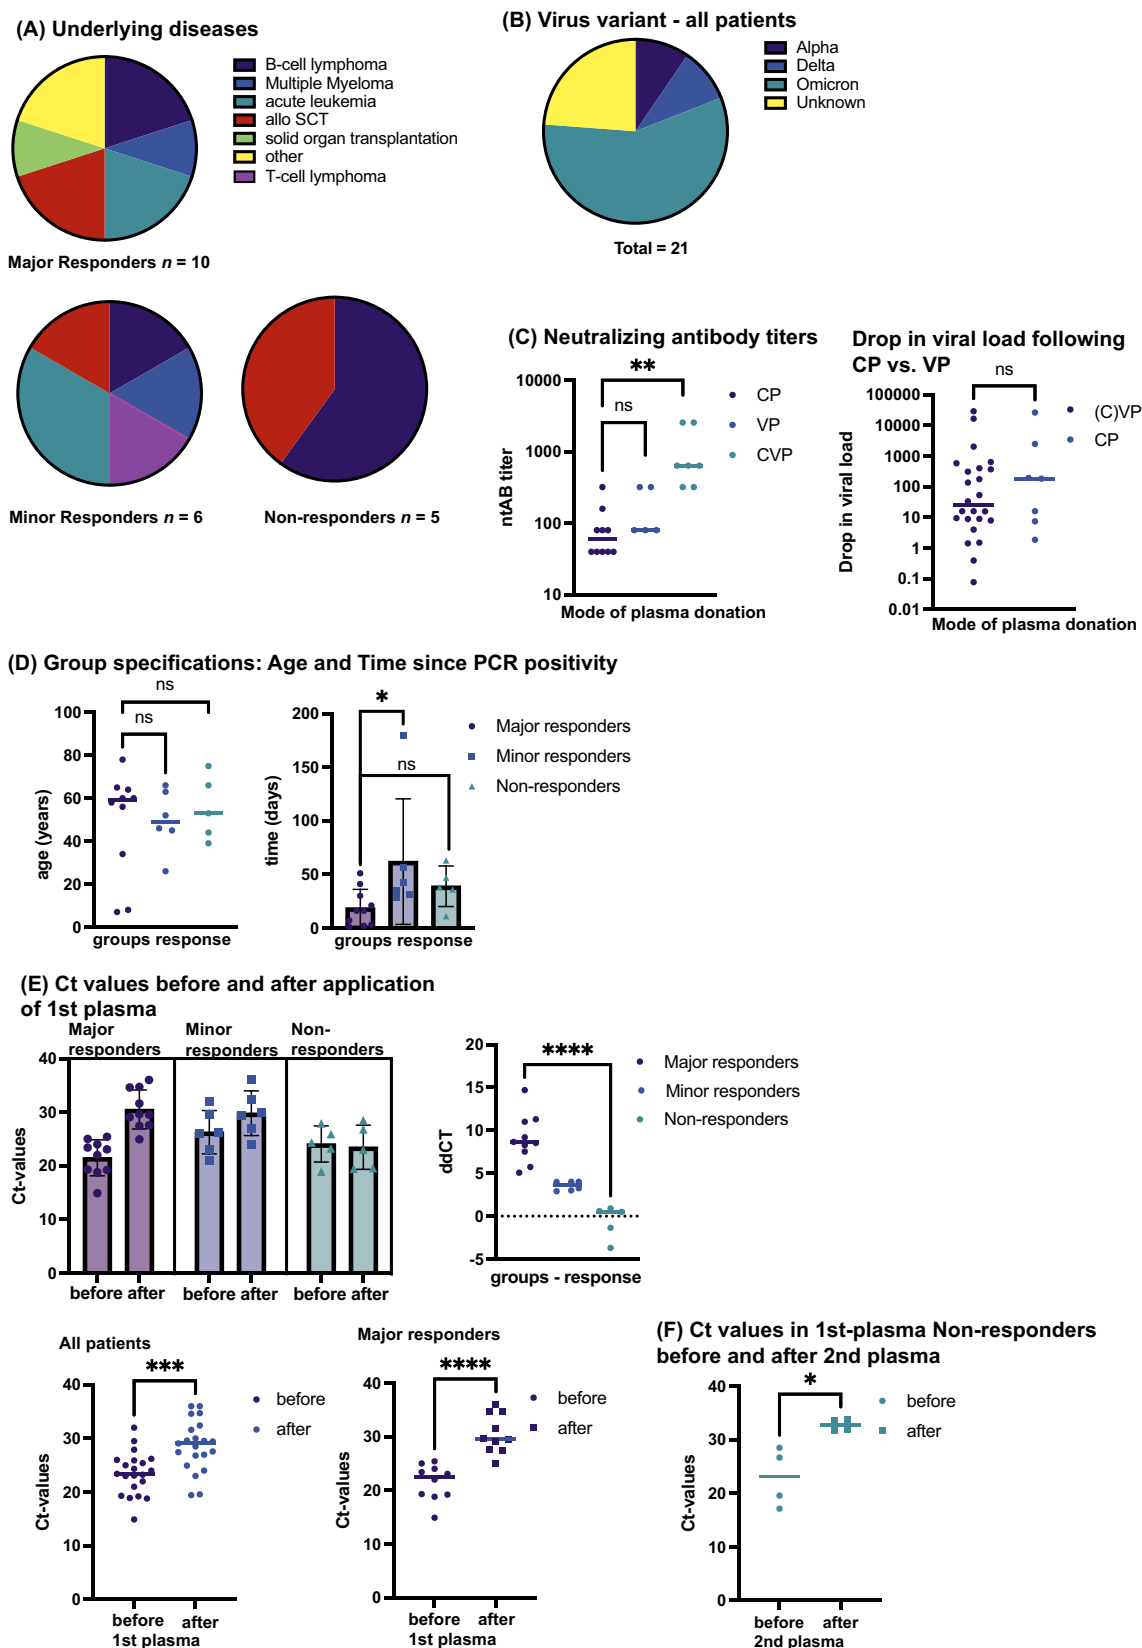 (A) Underlying diseases
B-cell lymphoma
Multiple Myeloma
acute leukemia
allo SCT
solid organ transplantation
other
T-cell lymphoma
Major Responders n = 10
Minor Responders n = 6
Non-responders n = 5
(B) Virus variant - all patients
Alpha
Delta
Omicron
Unknown
Total = 21
(C) Neutralizing antibody titers
**
ns
10000
1000
100
10
ntAB titer
CP
VP
CVP
Mode of plasma donation
Drop in viral load following
CP vs. VP
ns
100000
10000
1000
100
10
1
0.1
0.01
Drop in viral load
(C)VP
CP
Mode of plasma donation
(D) Group specifications: Age and Time since PCR positivity
ns
ns
100
80
60
40
20
0
age (years)
groups response
*
ns
200
150
100
50
0
time (days)
groups response
Major responders
Minor responders
Non-responders
(E) Ct values before and after application
of 1st plasma
Major
responders
Minor
responders
Non-
responders
40
30
20
10
0
Ct-values
before after
before after
before after
****
20
15
10
5
0
-5
ddCT
groups - response
Major responders
Minor responders
Non-responders
All patients
***
40
30
20
10
0
Ct-values
before
after
before after
1st plasma
Major responders
****
40
30
20
10
0
Ct-values
before
after
before after
1st plasma
(F) Ct values in 1st-plasma Non-responders
before and after 2nd plasma
*
40
30
20
10
0
Ct-values
before
after
before after
2nd plasma